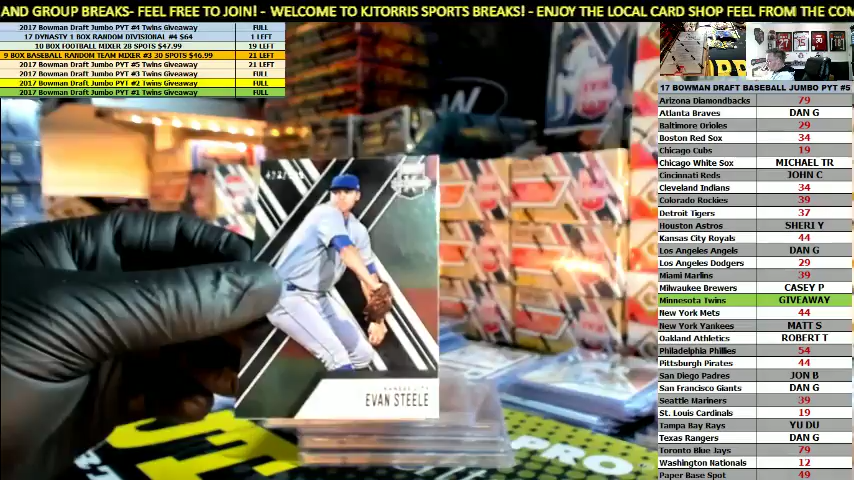 AND GROUP BREAKS- FEEL FREE TO JOIN! - WELCOME TO KITORRIS SPORTS BREAKS! - ENJOY THE LOCAL CARD SHOP FEEL FROM THE COM
2017 Bowman Draft Jumbo PYT #4 Twins Giveaway FULL
17 DYNASTY 1 BOX RANDOM DIVISIONAL #4 $64 1 LEFT
10 BOX FOOTBALL MIXER 28 SPOTS $47.99 19 LEFT
9 BOX BASEBALL RANDOM TEAM MIXER #3 30 SPOTS $46.99 21 LEFT
2017 Bowman Draft Jumbo PYT #5 Twins Giveaway 21 LEFT
2017 Bowman Draft Jumbo PYT #3 Twins Giveaway FULL
2017 Bowman Draft Jumbo PYT #2 Twins Giveaway FULL
2017 Bowman Draft Jumbo PYT #1 Twins Giveaway FULL
17 BOWMAN DRAFT BASEBALL JUMBO PYT #5
Arizona Diamondbacks 79
Atlanta Braves DAN G
Baltimore Orioles 29
Boston Red Sox 34
Chicago Cubs 19
Chicago White Sox MICHAEL TR
Cincinnati Reds JOHN C
Cleveland Indians 34
Colorado Rockies 39
Detroit Tigers 37
Houston Astros SHERI Y
Kansas City Royals 44
Los Angeles Angels DAN G
Los Angeles Dodgers 29
Miami Marlins 39
Milwaukee Brewers CASEY P
Minnesota Twins GIVEAWAY
New York Mets 44
New York Yankees MATT S
Oakland Athletics ROBERT T
Philadelphia Phillies 54
Pittsburgh Pirates 44
San Diego Padres JON B
San Francisco Giants DAN G
Seattle Mariners 39
St. Louis Cardinals 19
Tampa Bay Rays YU DU
Texas Rangers DAN G
Toronto Blue Jays 79
Washington Nationals 12
Paper Base Spot 49
KANSAS CITY
EVAN STEELE
PRO